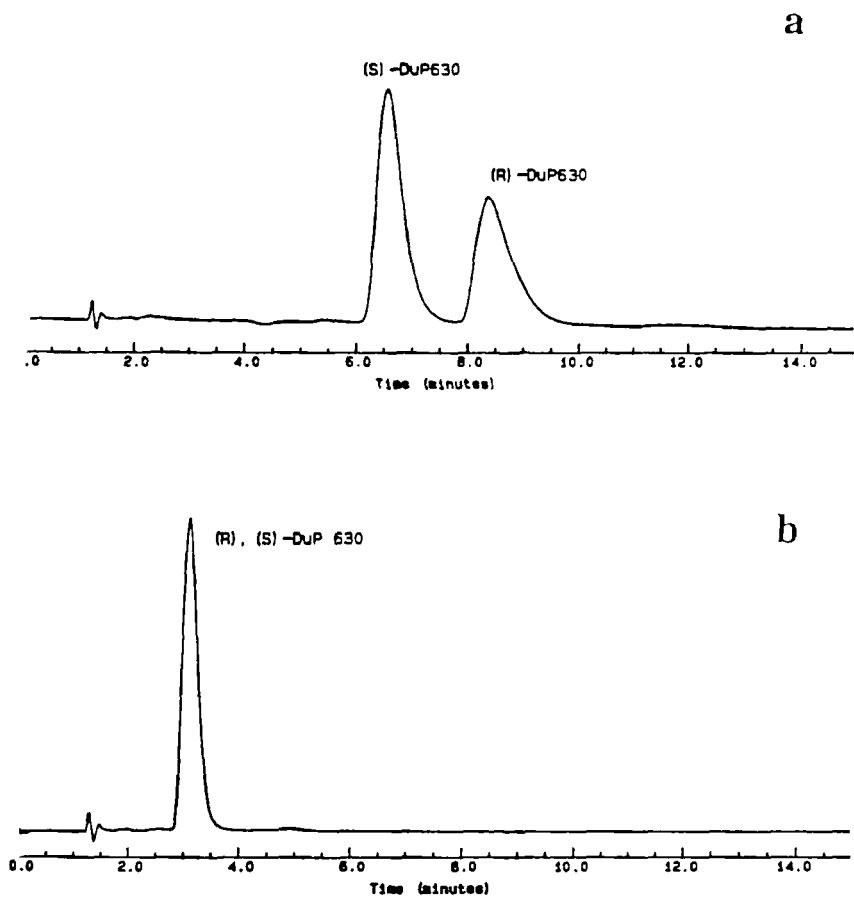 a
(S)-DuP630
(R)-DuP630
.0 2.0 4.0 6.0 8.0 10.0 12.0 14.0
Time (minutes)
b
(R), (S)-DuP 630
0.0 2.0 4.0 6.0 8.0 10.0 12.0 14.0
Time (minutes)